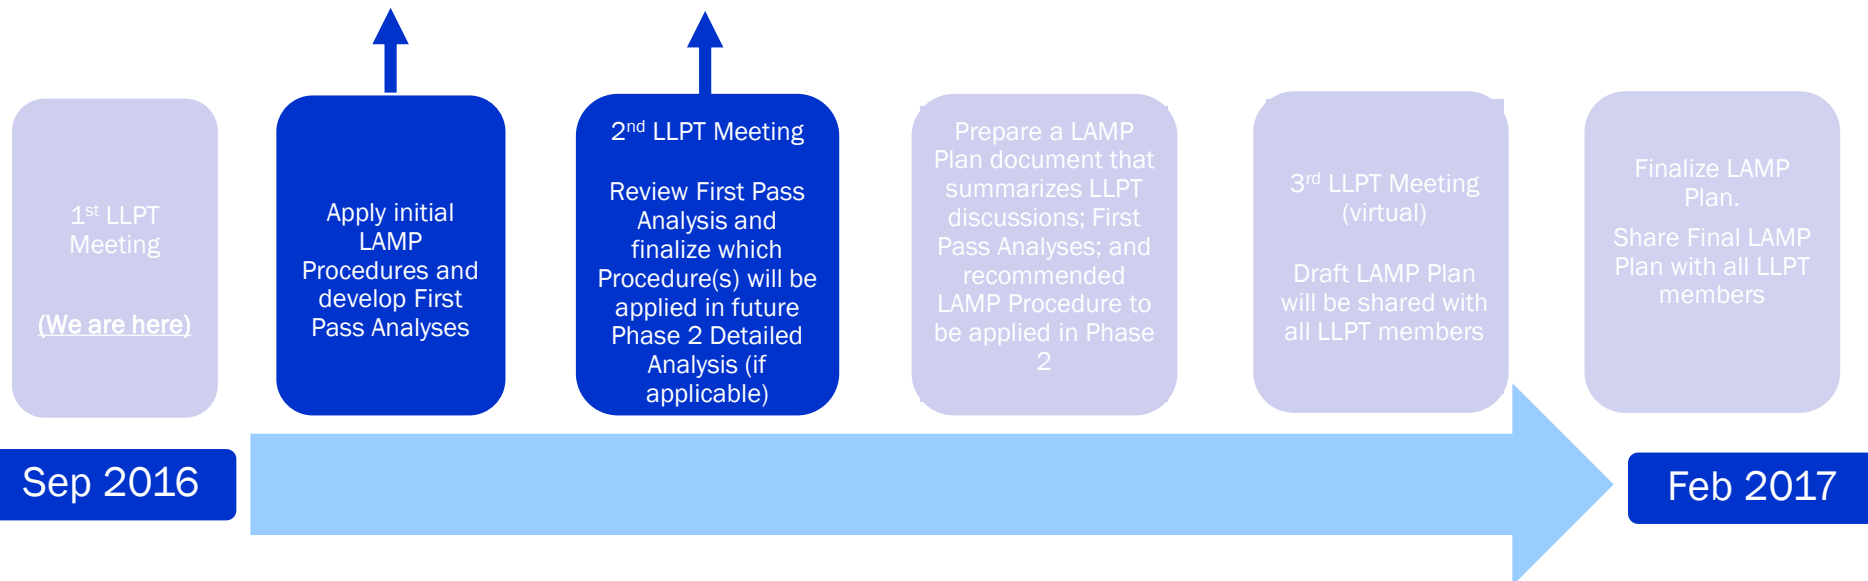 1st LLPT
Meeting
(We are here)
Apply initial
LAMP
Procedures and
develop First
Pass Analyses
2nd LLPT Meeting
Review First Pass
Analysis and
finalize which
Procedure(s) will be
applied in future
Phase 2 Detailed
Analysis (if
applicable)
Prepare a LAMP
Plan document that
summarizes LLPT
discussions; First
Pass Analyses; and
recommended
LAMP Procedure to
be applied in Phase
2
3rd LLPT Meeting
(virtual)
Draft LAMP Plan
will be shared with
all LLPT members
Finalize LAMP
Plan.
Share Final LAMP
Plan with all LLPT
members
Sep 2016
Feb 2017